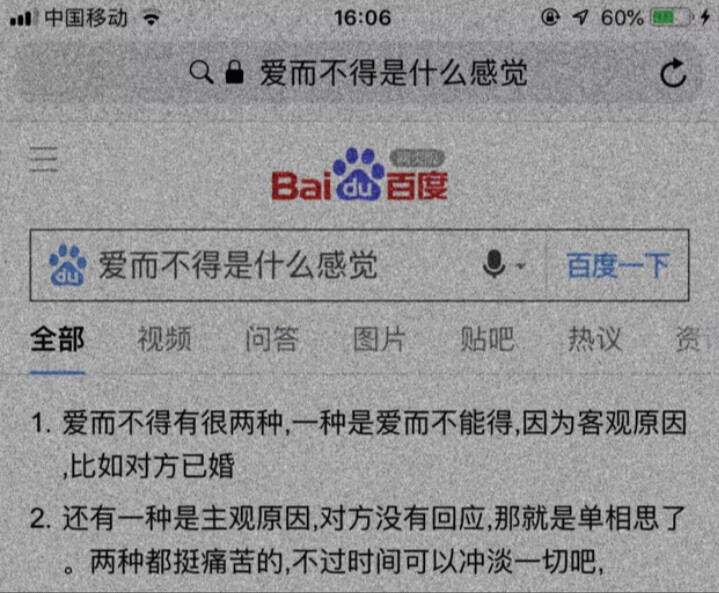 中国移动 16:06 60%
爱而不得是什么感觉
Bai du 百度
du 爱而不得是什么感觉 百度一下
全部 视频 问答 图片 贴吧 热议 资
1. 爱而不得有很两种,一种是爱而不能得,因为客观原因
,比如对方已婚
2. 还有一种是主观原因,对方没有回应,那就是单相思了
。两种都挺痛苦的,不过时间可以冲淡一切吧,